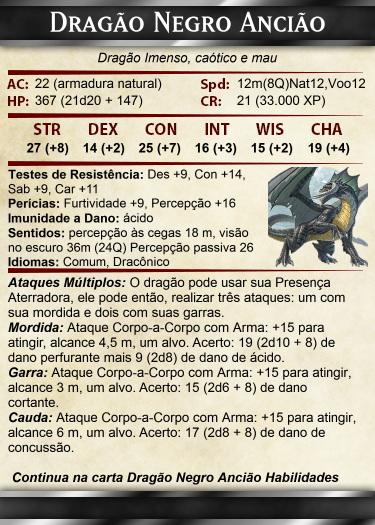 Dragão Negro Ancião
Dragão Imenso, caótico e mau
AC: 22 (armadura natural) Spd: 12m(8Q)Nat12,Voo12
HP: 367 (21d20 + 147) CR: 21 (33.000 XP)
STR DEX CON INT WIS CHA
27 (+8) 14 (+2) 25 (+7) 16 (+3) 15 (+2) 19 (+4)
Testes de Resistência: Des +9, Con +14,
Sab +9, Car +11
Perícias: Furtividade +9, Percepção +16
Imunidade a Dano: ácido
Sentidos: percepção às cegas 18 m, visão
no escuro 36m (24Q) Percepção passiva 26
Idiomas: Comum, Dracônico
Ataques Múltiplos: O dragão pode usar sua Presença
Aterradora, ele pode então, realizar três ataques: um com
sua mordida e dois com suas garras.
Mordida: Ataque Corpo-a-Corpo com Arma: +15 para
atingir, alcance 4,5 m, um alvo. Acerto: 19 (2d10 + 8) de
dano perfurante mais 9 (2d8) de dano de ácido.
Garra: Ataque Corpo-a-Corpo com Arma: +15 para atingir,
alcance 3 m, um alvo. Acerto: 15 (2d6 + 8) de dano
cortante.
Cauda: Ataque Corpo-a-Corpo com Arma: +15 para atingir,
alcance 6 m, um alvo. Acerto: 17 (2d8 + 8) de dano de
concussão.
Continua na carta Dragão Negro Ancião Habilidades